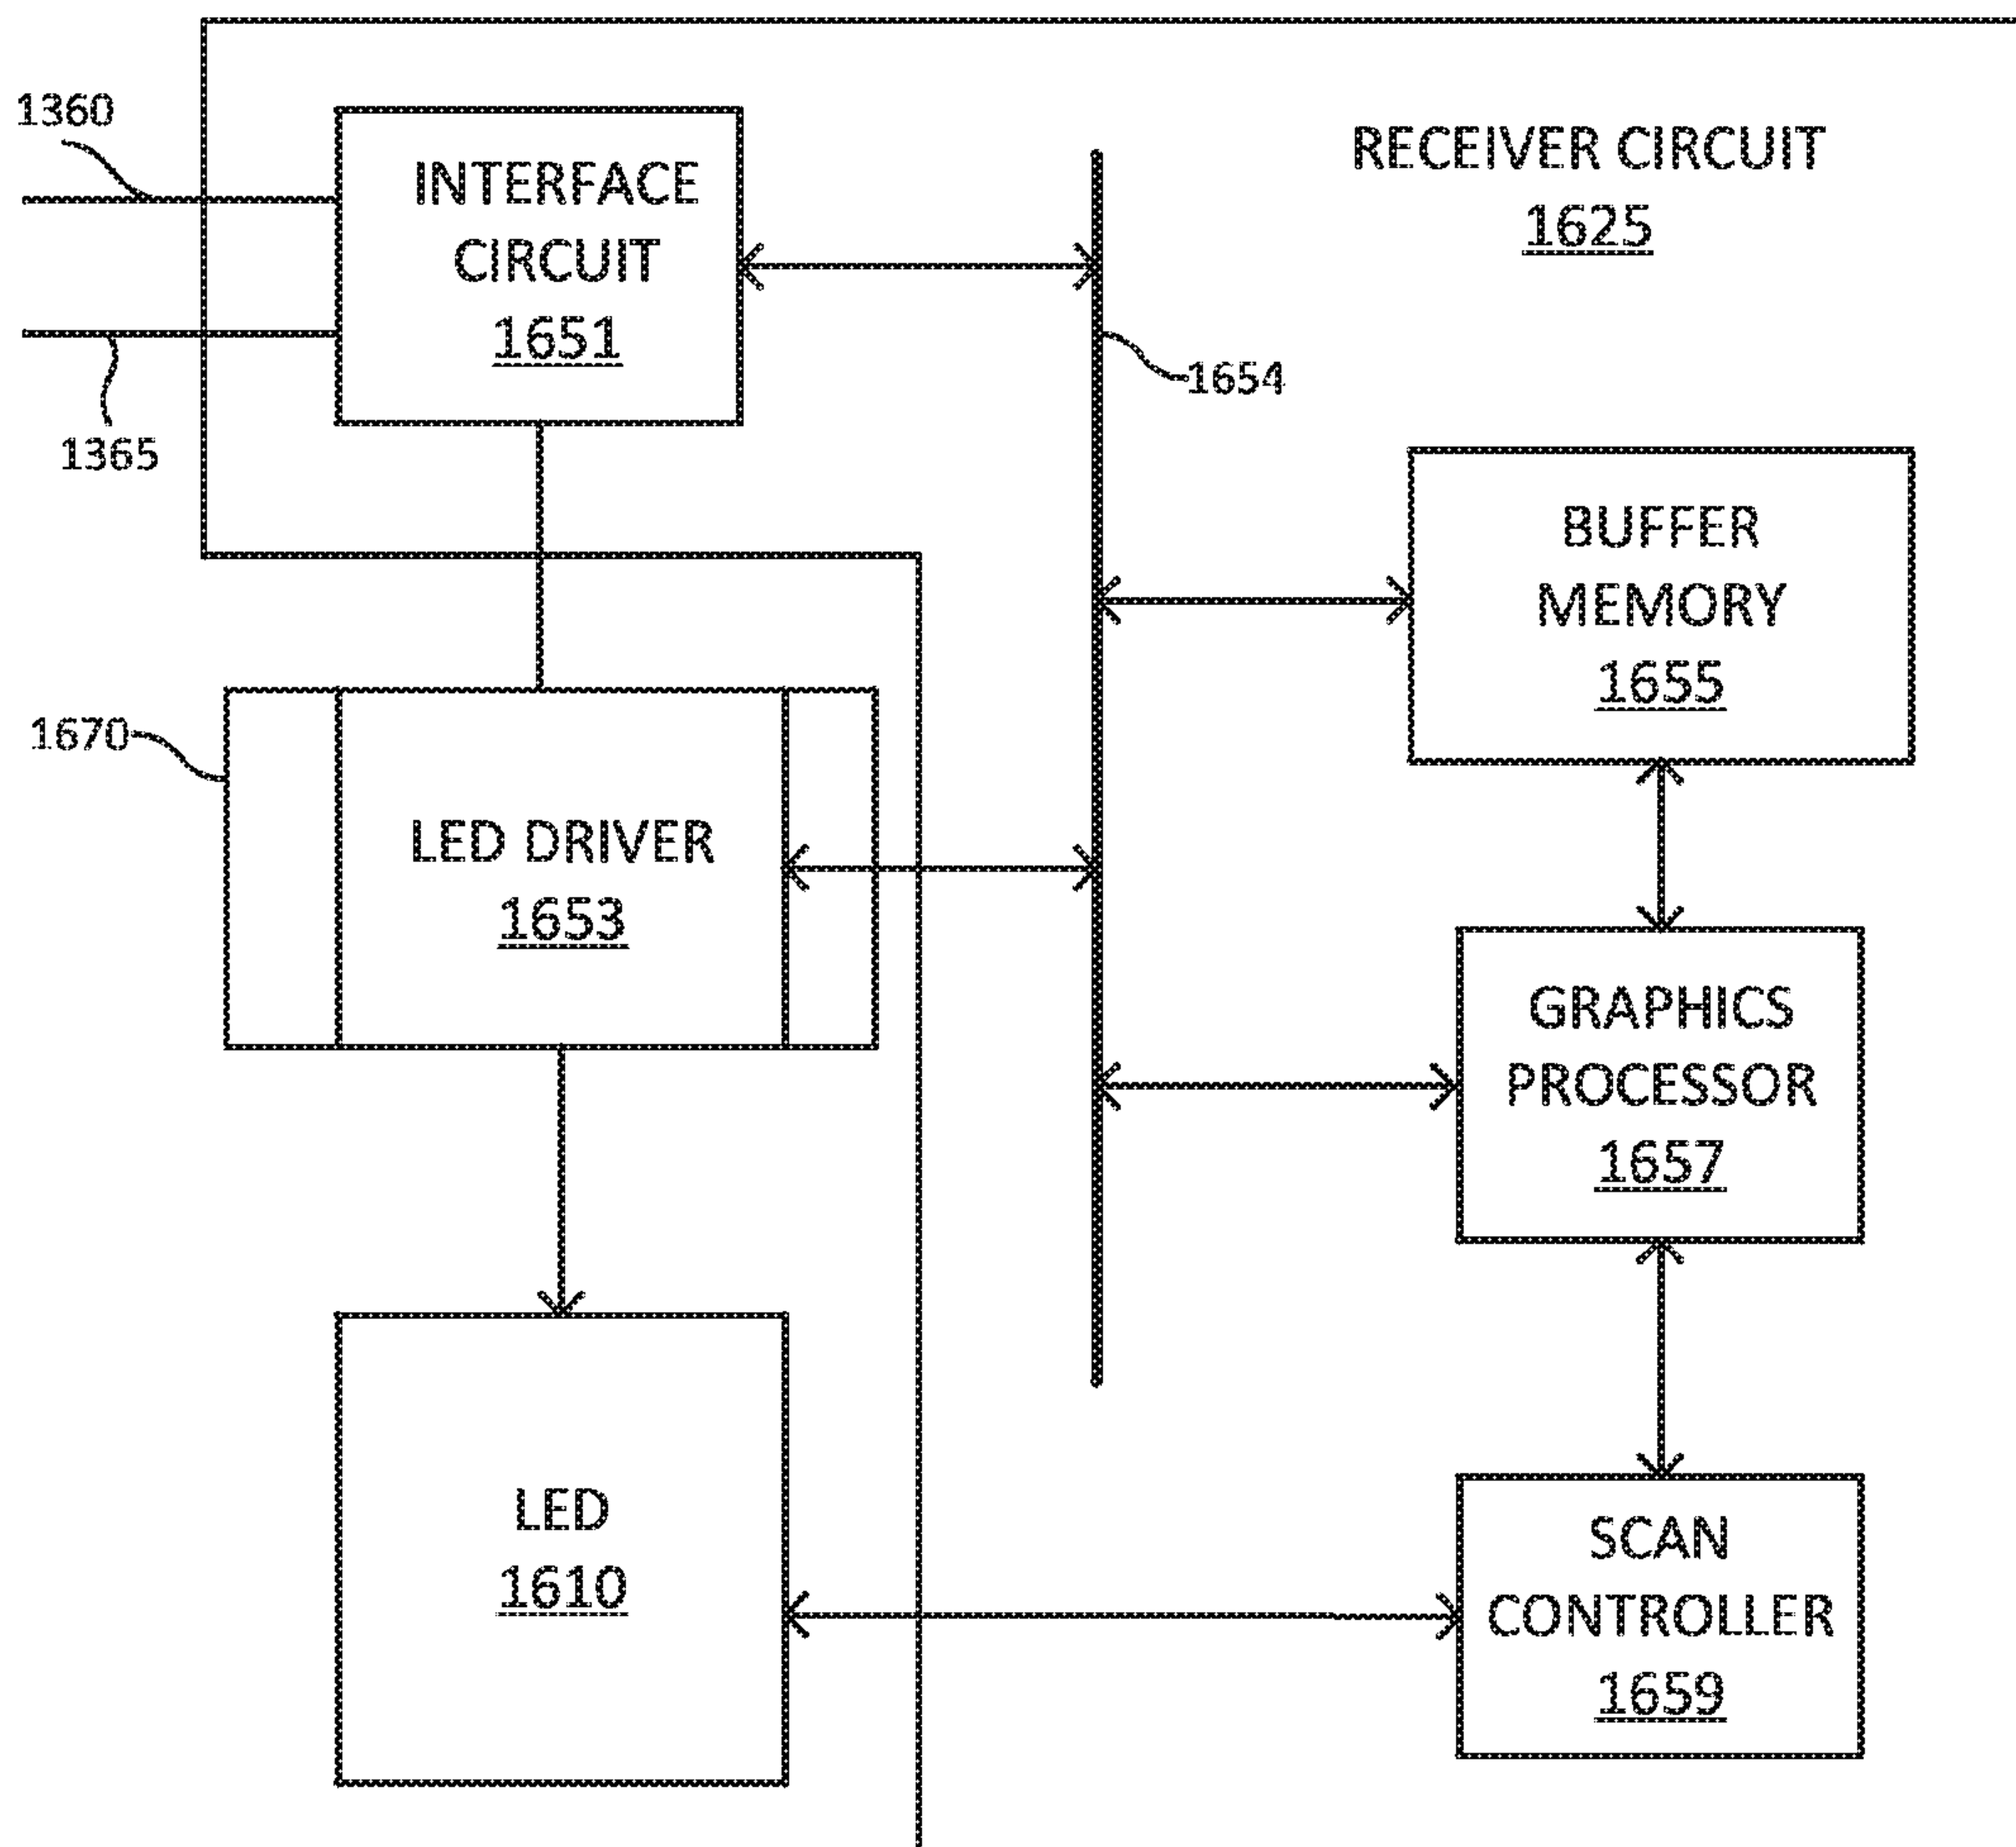 1360
INTERFACE
CIRCUIT
1651
RECEIVER CIRCUIT
1625
1365
1654
BUFFER
MEMORY
1655
1670
LED DRIVER
1653
GRAPHICS
PROCESSOR
1657
LED
1610
SCAN
CONTROLLER
1659